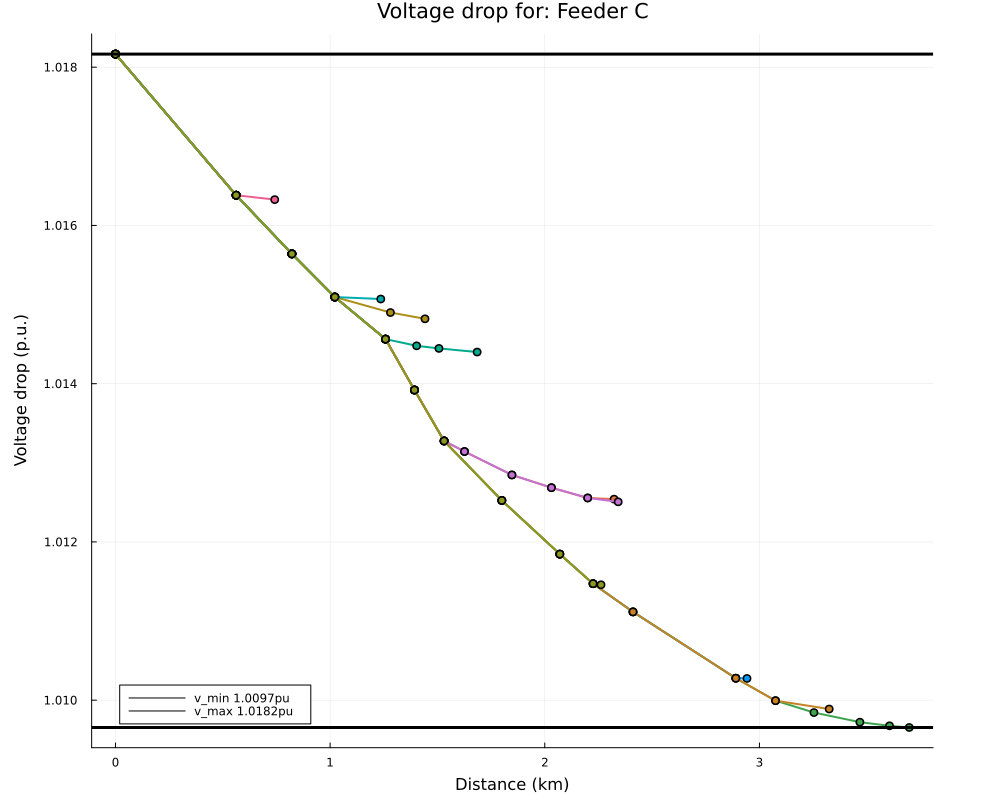 Voltage drop for: Feeder C
1.018
1.016
1.014
1.012
1.010
Voltage drop (p.u.)
v_min 1.0097pu
v_max 1.0182pu
0 1 2 3
Distance (km)